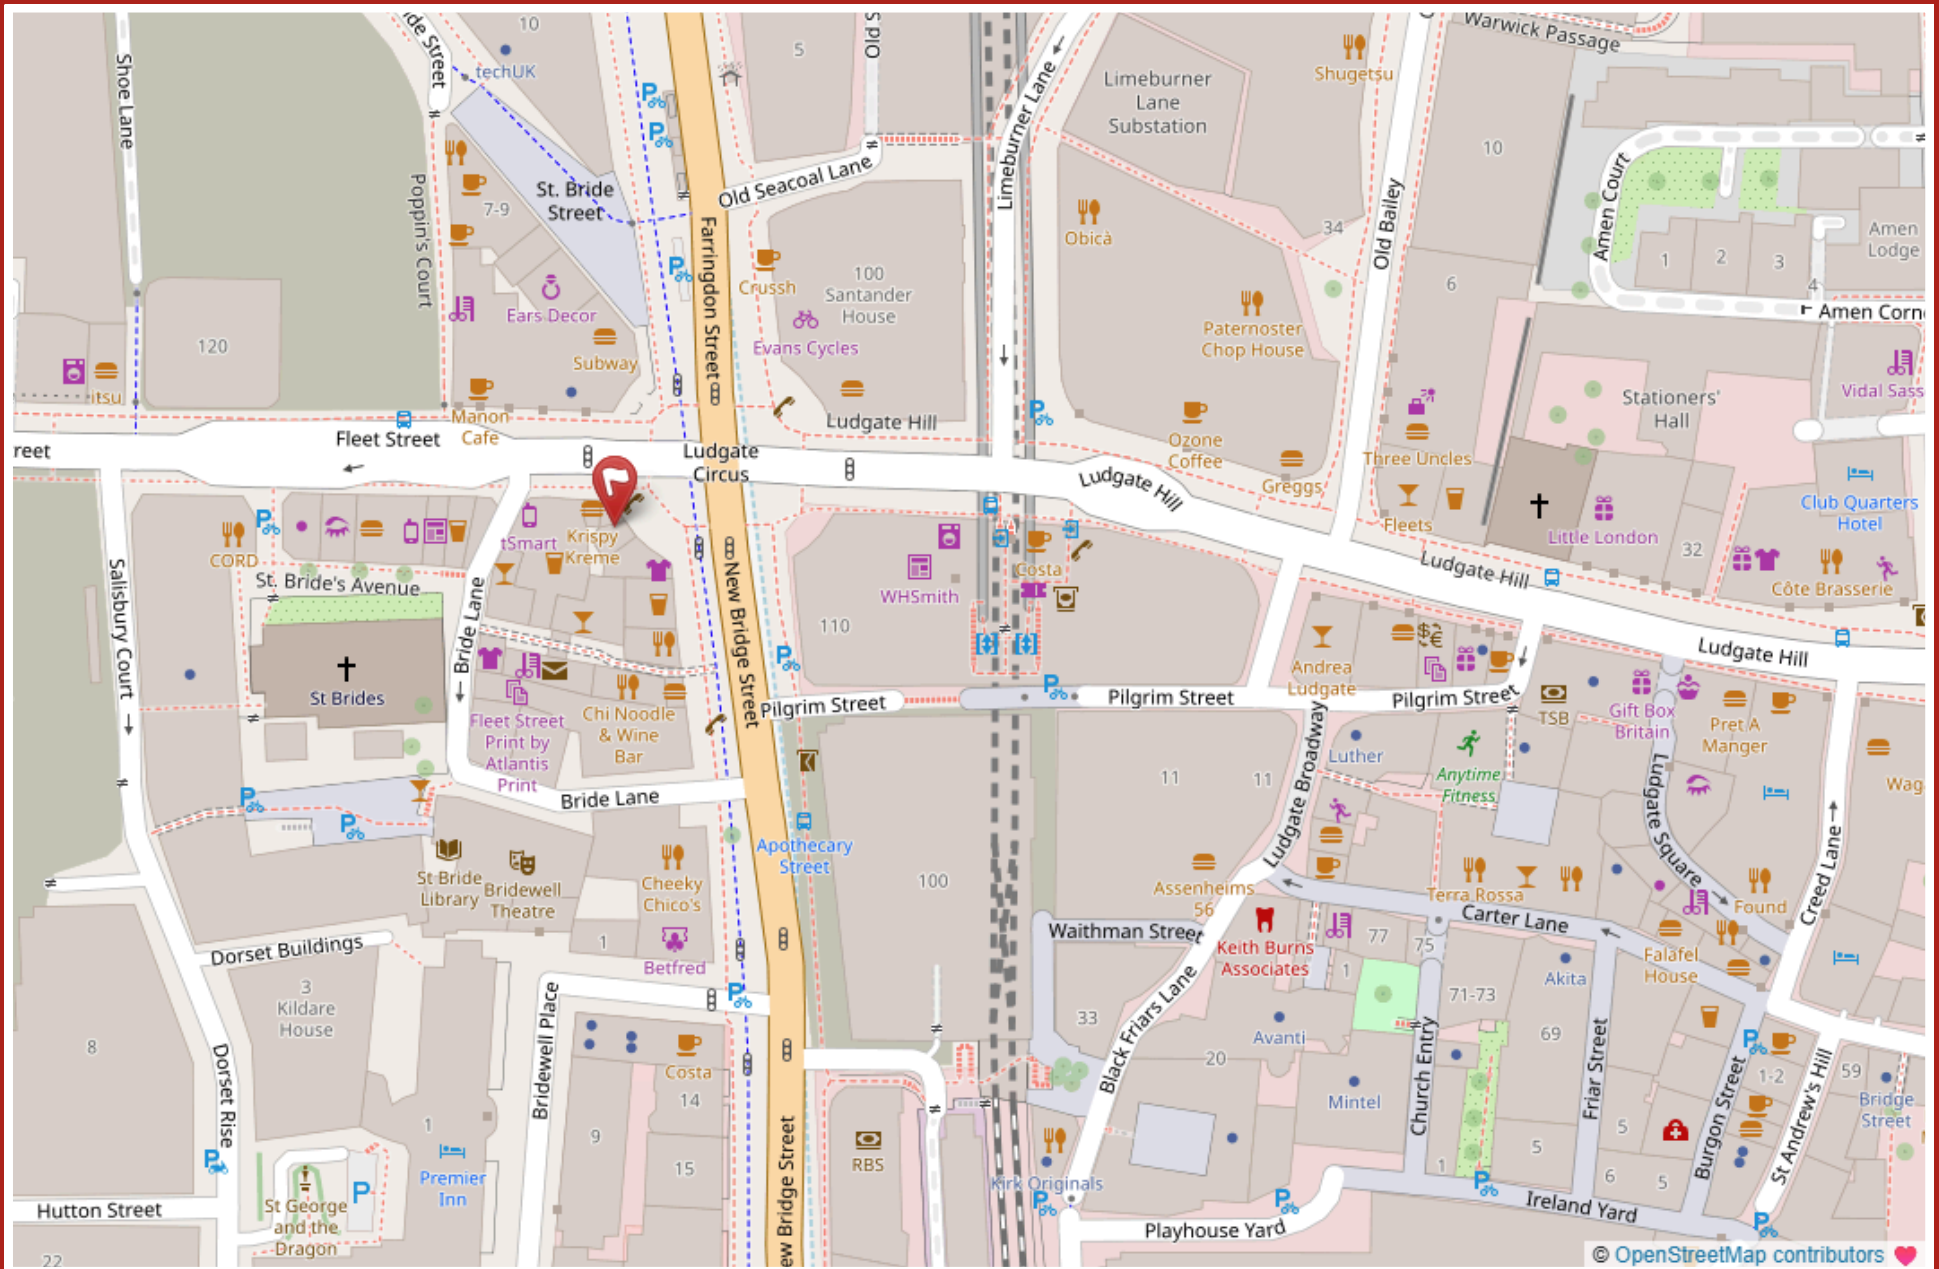 10
techUK
Shoe Lane
ide Street
Poppin's Court
7-9
St. Bride
Street
Ears Decor
Subway
120
itsu
Manon
Cafe
Fleet Street
reet
5
Old S
Old Seacoal Lane
Farringdon Street
Crussh
100
Santander
House
Evans Cycles
Ludgate Hill
Ludgate
Circus
Limeburner Lane
Limeburner
Lane
Substation
Obicà
Paternoster
Chop House
Ozone
Coffee
Greggs
Ludgate Hill
Shugetsu
34
Old Bailey
Warwick Passage
10
6
Three Uncles
Fleets
Amen Court
1
2
3
4
Amen
Lodge
Amen Corn
Vidal Sass
Stationers'
Hall
Club Quarters
Hotel
Little London
32
Côte Brasserie
Ludgate Hill
Ludgate Hill
CORD
St. Bride's Avenue
Salisbury Court
St Brides
Bride Lane
tSmart
Krispy
Kreme
Fleet Street
Print by
Atlantis
Print
Chi Noodle
& Wine
Bar
Bride Lane
New Bridge Street
WHSmith
110
Costa
Pilgrim Street
Pilgrim Street
Pilgrim Street
Andrea
Ludgate
TSB
Gift Box
Britain
Pret A
Manger
Wag
Luther
Anytime
Fitness
11
11
Ludgate Broadway
Ludgate Square
Creed Lane
Apothecary
Street
100
St Bride
Library
Bridewell
Theatre
Cheeky
Chico's
1
Betfred
Dorset Buildings
3
Kildare
House
8
Dorset Rise
Bridewell Place
Costa
14
9
15
1
Premier
Inn
P
Hutton Street
St George
and the
Dragon
22
New Bridge Street
RBS
Assenheims
56
Waithman Street
Keith Burns
Associates
33
Black Friars Lane
20
Avanti
Mintel
Kirk Originals
Playhouse Yard
Terra Rossa
Carter Lane
77
75
1
71-73
Church Entry
Akita
69
Friar Street
5
1
5
6
5
Found
Falafel
House
Burgon Street
1-2
St Andrew's Hill
59
Bridge
Street
Ireland Yard
© OpenStreetMap contributors